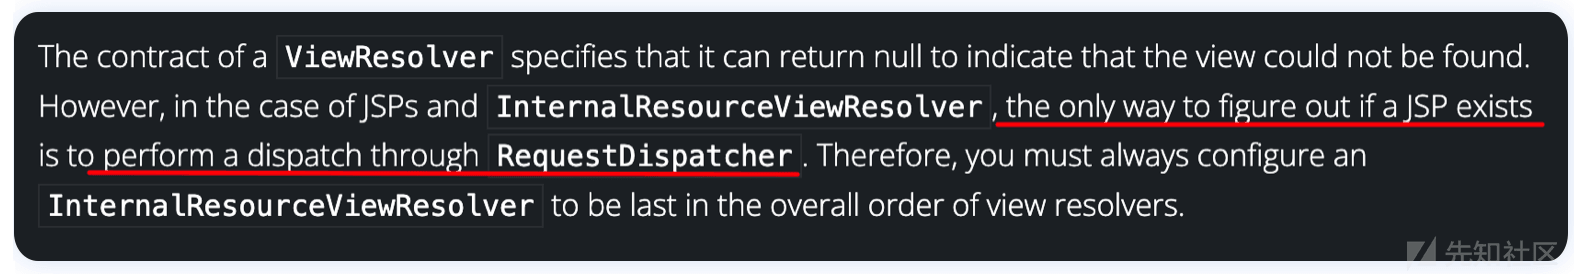 The contract of a ViewResolver specifies that it can return null to indicate that the view could not be found.
However, in the case of JSPs and InternalResourceViewResolver, the only way to figure out if a JSP exists
is to perform a dispatch through RequestDispatcher. Therefore, you must always configure an
InternalResourceViewResolver to be last in the overall order of view resolvers.
先知社区